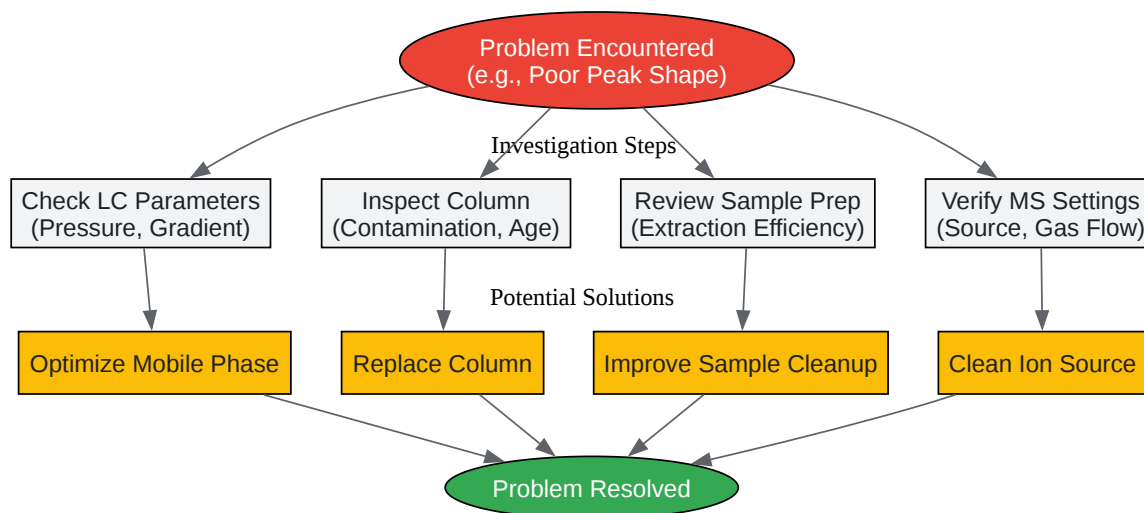 Problem Encountered
(e.g., Poor Peak Shape)
Investigation Steps
Check LC Parameters
(Pressure, Gradient)
Inspect Column
(Contamination, Age)
Review Sample Prep
(Extraction Efficiency)
Verify MS Settings
(Source, Gas Flow)
Potential Solutions
Optimize Mobile Phase
Replace Column
Improve Sample Cleanup
Clean Ion Source
Problem Resolved